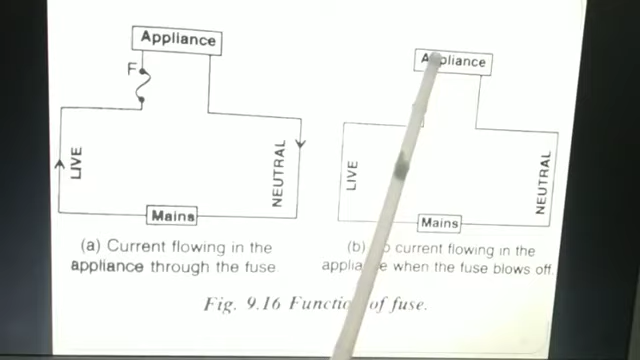 Appliance
F
LIVE
NEUTRAL
Mains
(a) Current flowing in the
appliance through the fuse
Appliance
LIVE
NEUTRAL
Mains
(b) current flowing in the
when the fuse blows off.
Fig. 9.16 Function of fuse.